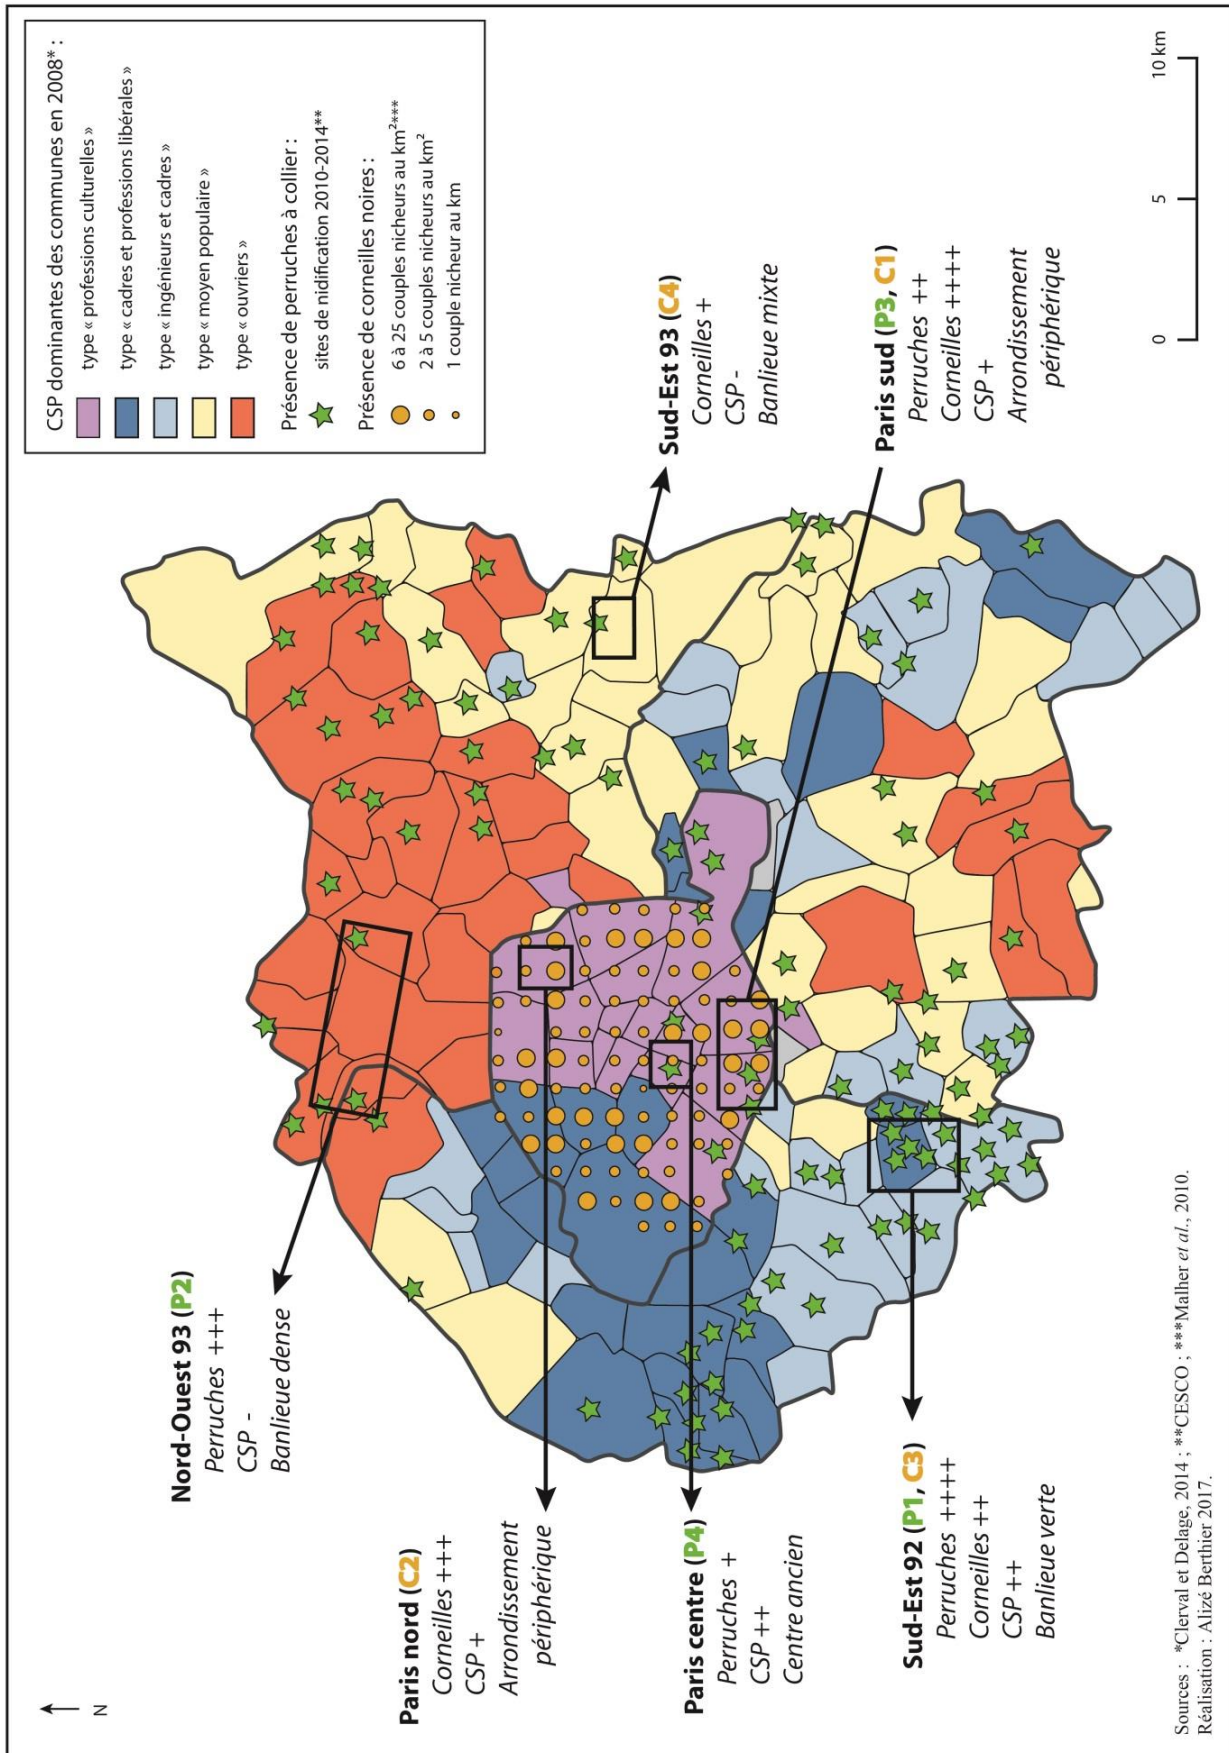 CSP dominantes des communes en 2008* :
type « professions culturelles »
type « cadres et professions libérales »
type « ingénieurs et cadres »
type « moyen populaire »
type « ouvriers »
Présence de perruches à collier :
sites de nidification 2010-2014**
Présence de corneilles noires :
6 à 25 couples nicheurs au km²***
2 à 5 couples nicheurs au km²
1 couple nicheur au km
N
Nord-Ouest 93 (P2)
Perruches +++
CSP -
Banlieue dense
Paris nord (C2)
Corneilles +++
CSP +
Arrondissement
périphérique
Paris centre (P4)
Perruches +
CSP ++
Centre ancien
Sud-Est 92 (P1, C3)
Perruches ++++
Corneilles ++
CSP ++
Banlieue verte
Sud-Est 93 (C4)
Corneilles +
CSP -
Banlieue mixte
Paris sud (P3, C1)
Perruches ++
Corneilles ++++
CSP +
Arrondissement
périphérique
0 5 10 km
Sources : *Clerval et Delage, 2014 ; **CESCO ; ***Malher et al., 2010.
Réalisation : Alizé Berthier 2017.